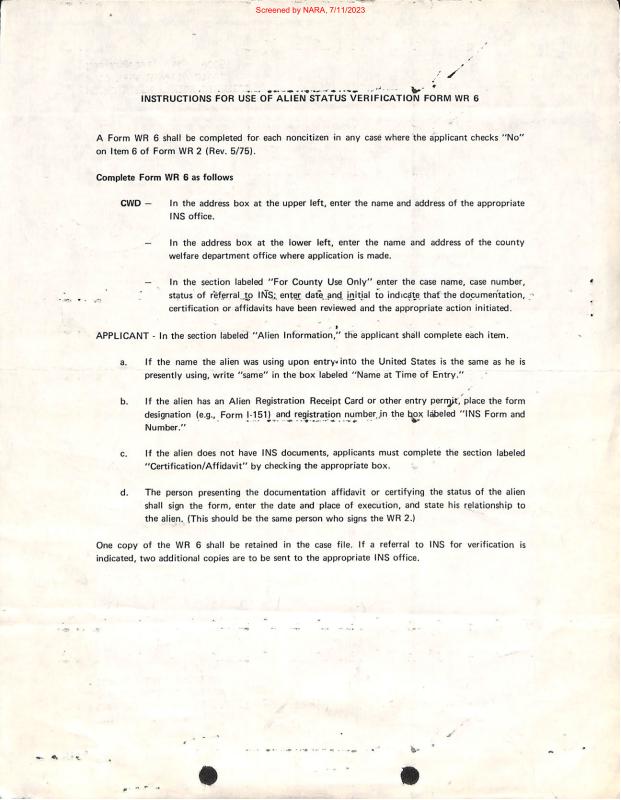 Screened by NARA, 7/11/2023
INSTRUCTIONS FOR USE OF ALIEN STATUS VERIFICATION FORM WR 6
A Form WR 6 shall be completed for each noncitizen in any case where the applicant checks "No"
on Item 6 of Form WR 2 (Rev. 5/75).
Complete Form WR 6 as follows
CWD – In the address box at the upper left, enter the name and address of the appropriate
INS office.
– In the address box at the lower left, enter the name and address of the county
welfare department office where application is made.
– In the section labeled "For County Use Only" enter the case name, case number,
status of referral to INS; enter date and initial to indicate that the documentation,
certification or affidavits have been reviewed and the appropriate action initiated.
APPLICANT - In the section labeled "Alien Information," the applicant shall complete each item.
a. If the name the alien was using upon entry into the United States is the same as he is
presently using, write "same" in the box labeled "Name at Time of Entry."
b. If the alien has an Alien Registration Receipt Card or other entry permit, place the form
designation (e.g., Form I-151) and registration number in the box labeled "INS Form and
Number."
c. If the alien does not have INS documents, applicants must complete the section labeled
"Certification/Affidavit" by checking the appropriate box.
d. The person presenting the documentation affidavit or certifying the status of the alien
shall sign the form, enter the date and place of execution, and state his relationship to
the alien. (This should be the same person who signs the WR 2.)
One copy of the WR 6 shall be retained in the case file. If a referral to INS for verification is
indicated, two additional copies are to be sent to the appropriate INS office.